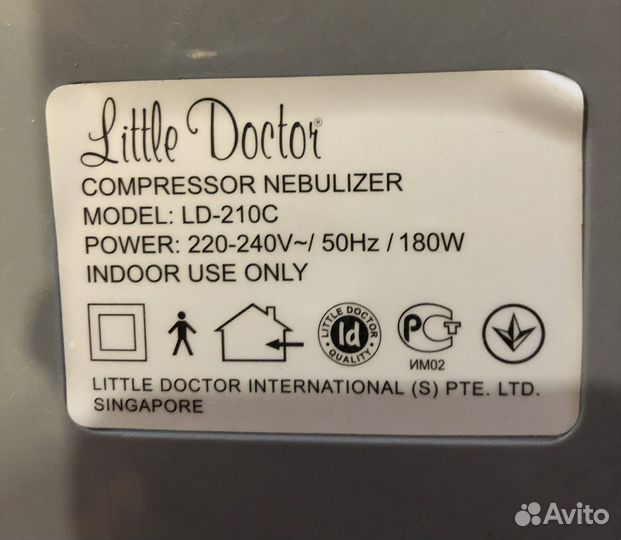 Little Doctor®
COMPRESSOR NEBULIZER
MODEL: LD-210C
POWER: 220-240V~/ 50Hz / 180W
INDOOR USE ONLY
LITTLE DOCTOR
ld
QUALITY
РСТ
ИМ02
LITTLE DOCTOR INTERNATIONAL (S) PTE. LTD.
SINGAPORE
Avito